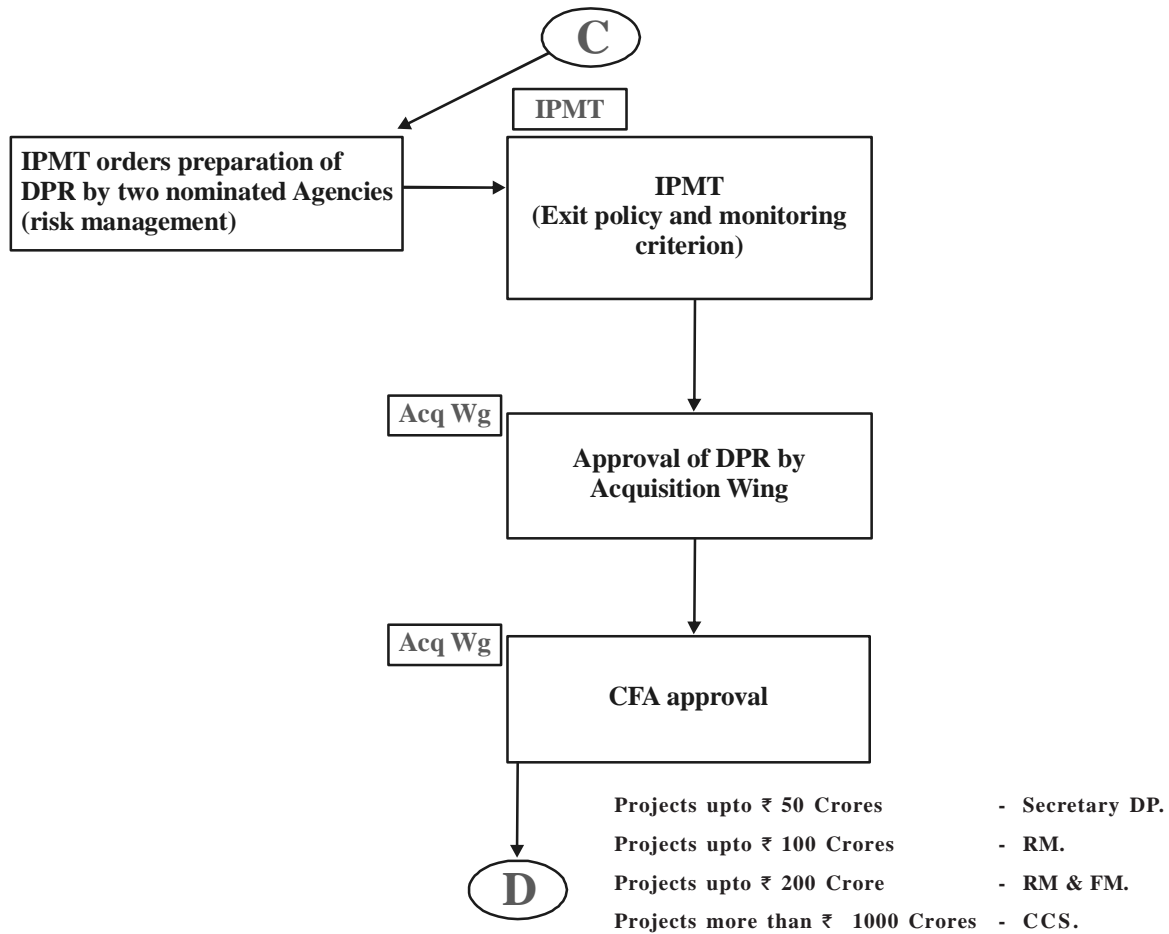 C
IPMT
IPMT orders preparation of
DPR by two nominated Agencies
(risk management)
IPMT
(Exit policy and monitoring
criterion)
Acq Wg
Approval of DPR by
Acquisition Wing
Acq Wg
CFA approval
Projects upto ₹ 50 Crores - Secretary DP.
Projects upto ₹ 100 Crores - RM.
Projects upto ₹ 200 Crore - RM & FM.
Projects more than ₹ 1000 Crores - CCS.
D